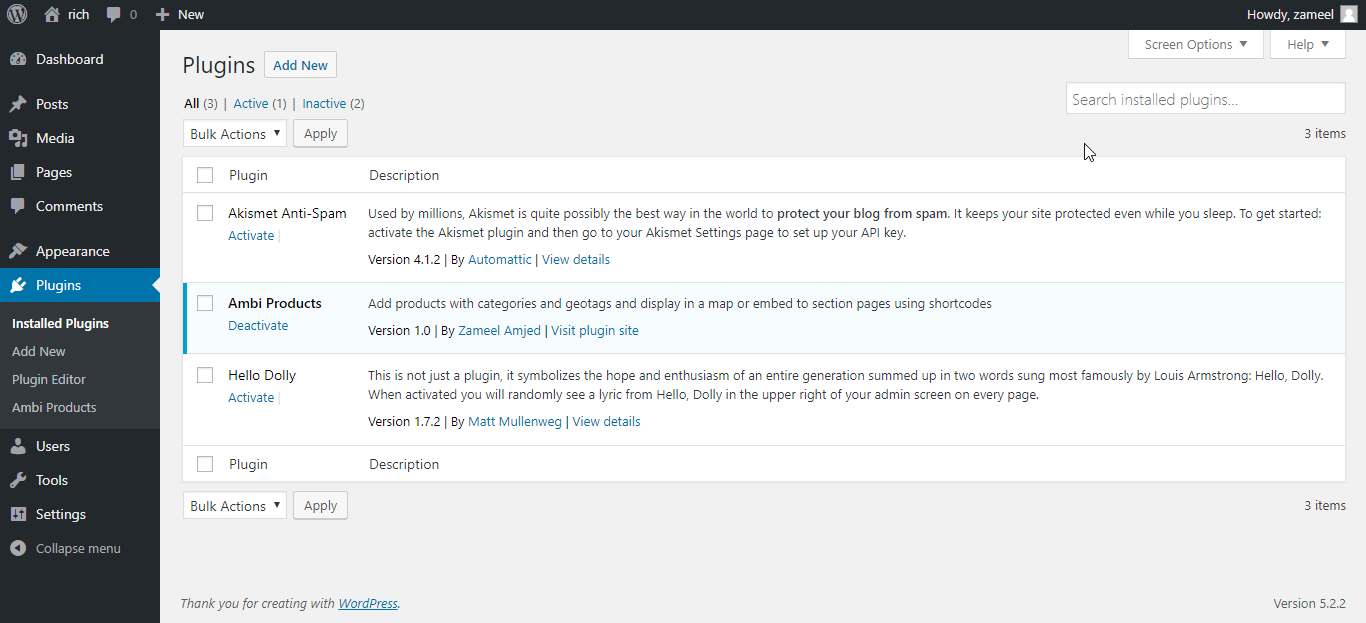 rich 0 New Howdy, zameel
Dashboard
Posts
Media
Pages
Comments
Appearance
Plugins
Installed Plugins
Add New
Plugin Editor
Ambi Products
Users
Tools
Settings
Collapse menu
Screen Options Help
Plugins Add New
All (3) | Active (1) | Inactive (2)
Search installed plugins...
Bulk Actions Apply
3 items
Plugin Description
Akismet Anti-Spam
Activate |
Used by millions, Akismet is quite possibly the best way in the world to protect your blog from spam. It keeps your site protected even while you sleep. To get started:
activate the Akismet plugin and then go to your Akismet Settings page to set up your API key.
Version 4.1.2 | By Automattic | View details
Ambi Products
Deactivate
Add products with categories and geotags and display in a map or embed to section pages using shortcodes
Version 1.0 | By Zameel Amjed | Visit plugin site
Hello Dolly
Activate |
This is not just a plugin, it symbolizes the hope and enthusiasm of an entire generation summed up in two words sung most famously by Louis Armstrong: Hello, Dolly.
When activated you will randomly see a lyric from Hello, Dolly in the upper right of your admin screen on every page.
Version 1.7.2 | By Matt Mullenweg | View details
Plugin Description
Bulk Actions Apply
3 items
Thank you for creating with WordPress.
Version 5.2.2